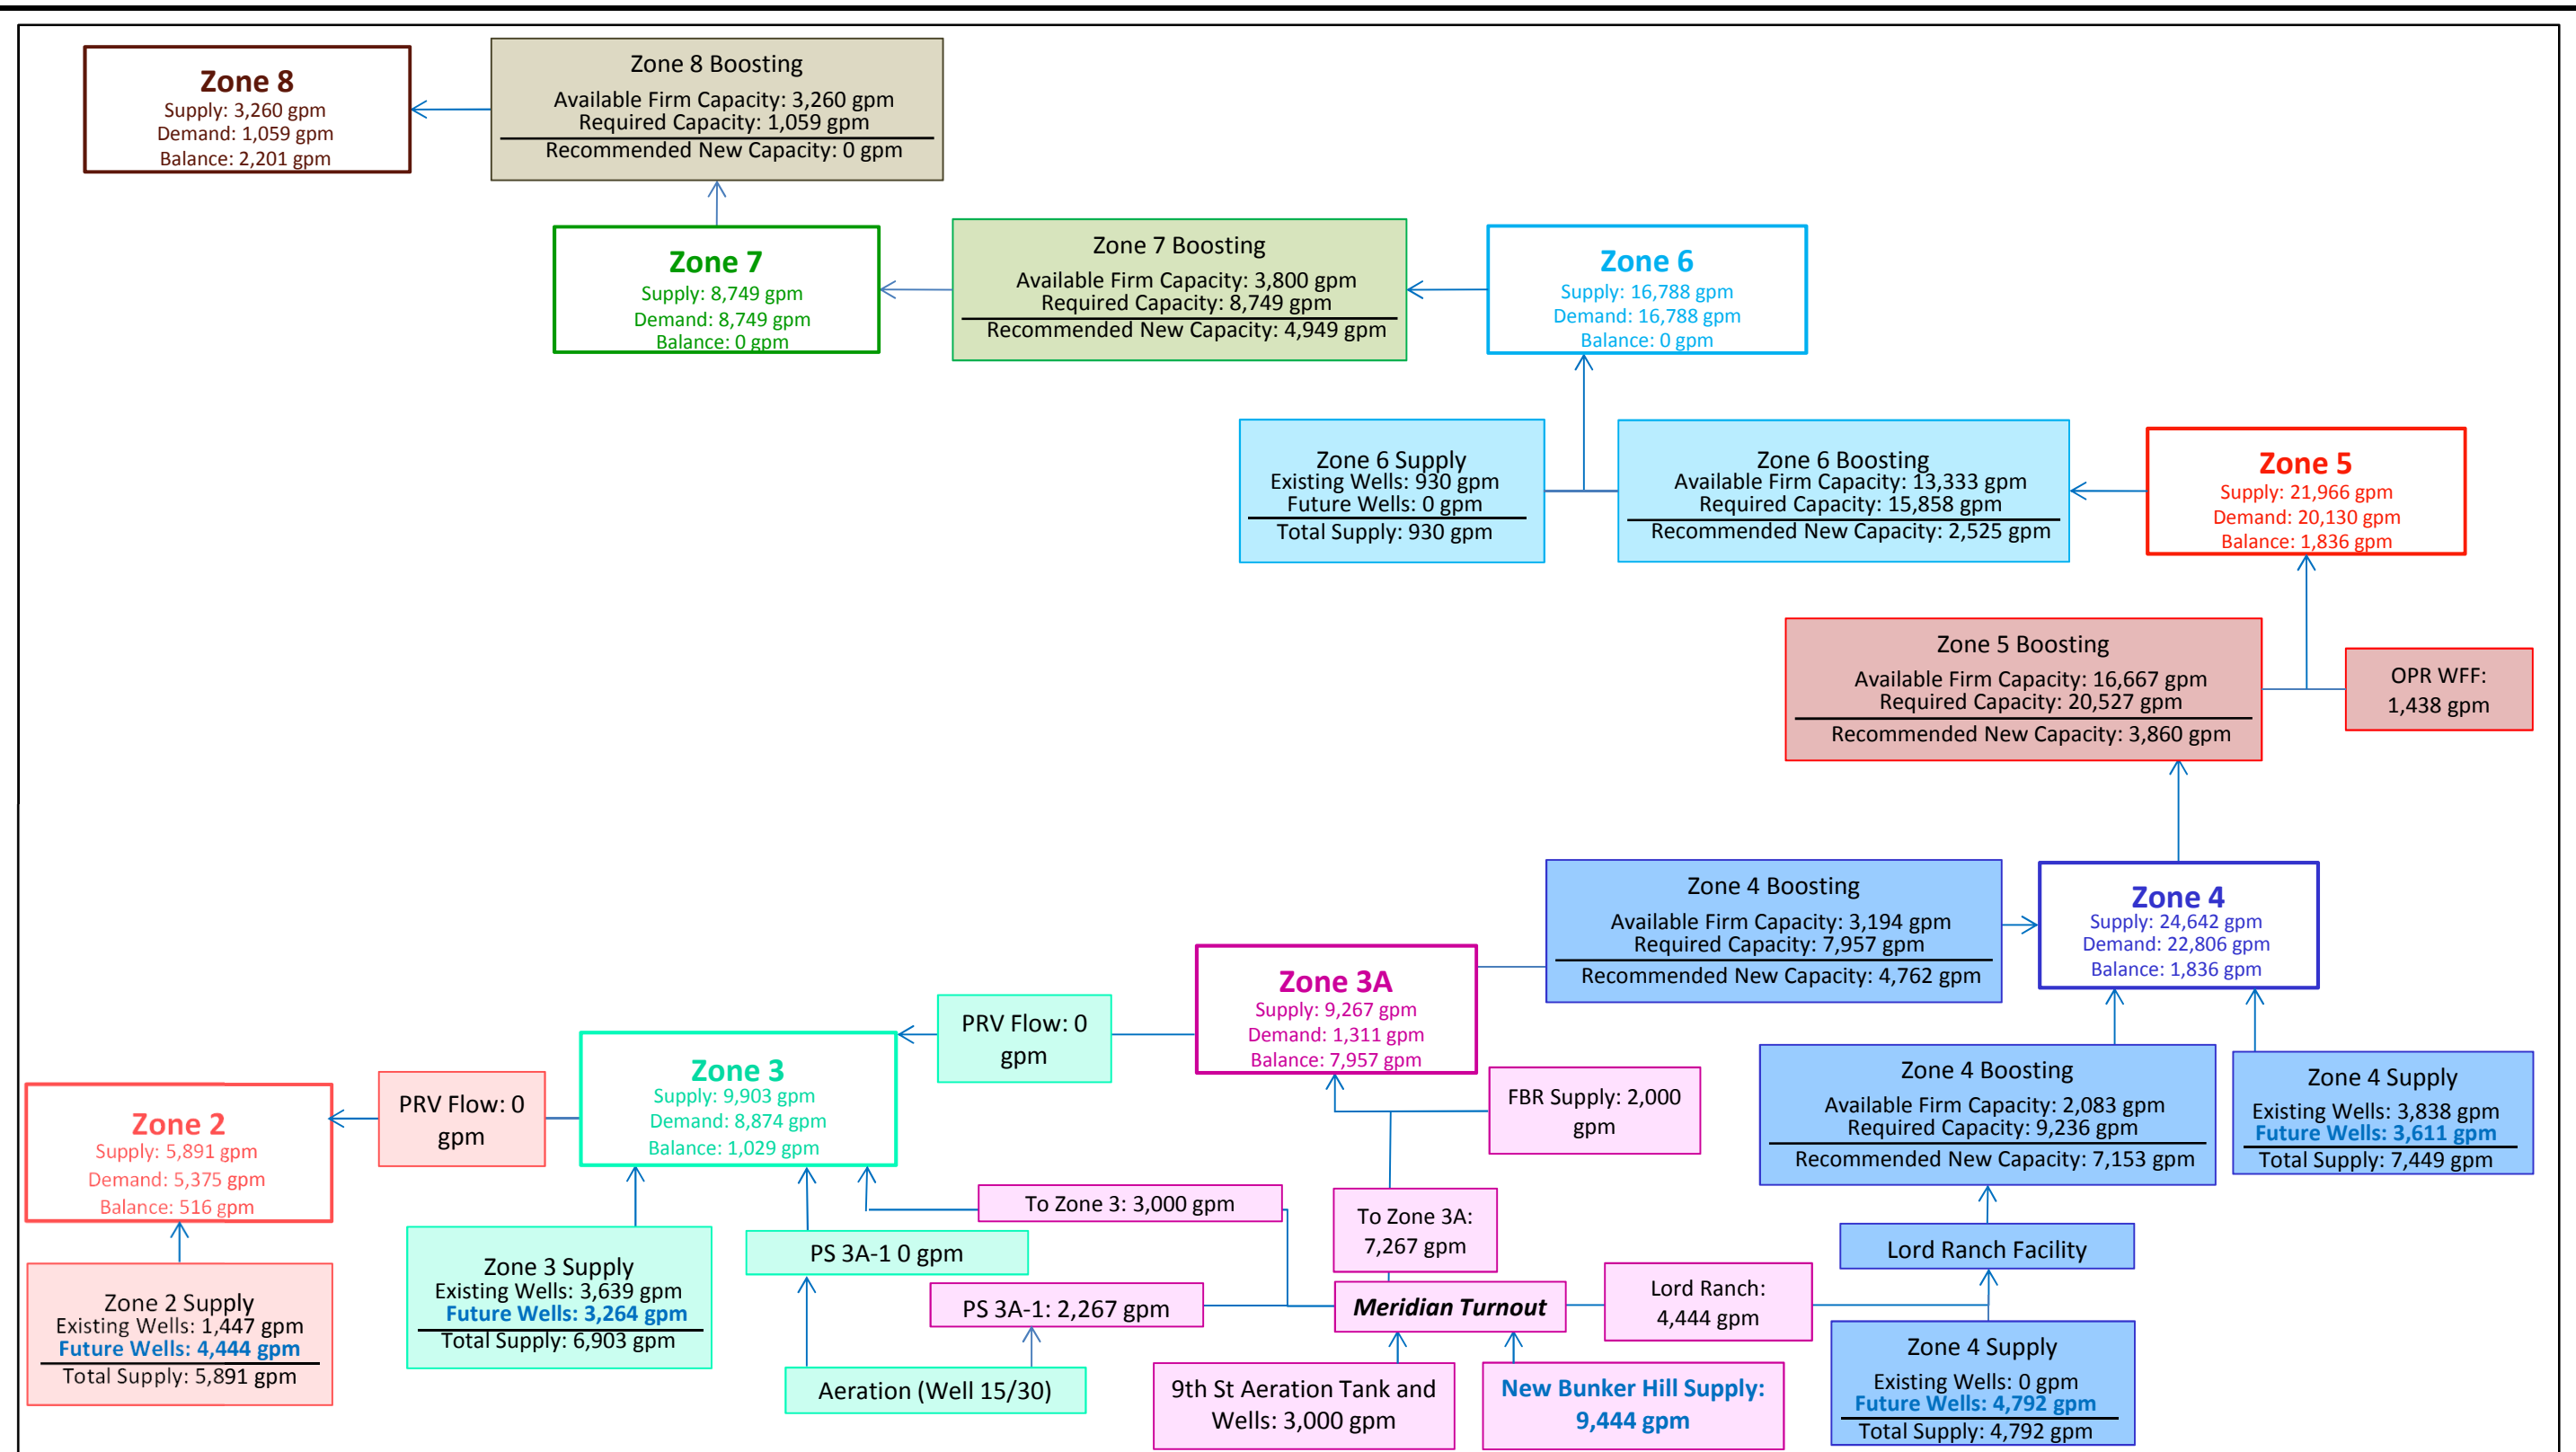 Zone 8
Supply: 3,260 gpm
Demand: 1,059 gpm
Balance: 2,201 gpm
Zone 8 Boosting
Available Firm Capacity: 3,260 gpm
Required Capacity: 1,059 gpm
Recommended New Capacity: 0 gpm
Zone 7
Supply: 8,749 gpm
Demand: 8,749 gpm
Balance: 0 gpm
Zone 7 Boosting
Available Firm Capacity: 3,800 gpm
Required Capacity: 8,749 gpm
Recommended New Capacity: 4,949 gpm
Zone 6
Supply: 16,788 gpm
Demand: 16,788 gpm
Balance: 0 gpm
Zone 6 Supply
Existing Wells: 930 gpm
Future Wells: 0 gpm
Total Supply: 930 gpm
Zone 6 Boosting
Available Firm Capacity: 13,333 gpm
Required Capacity: 15,858 gpm
Recommended New Capacity: 2,525 gpm
Zone 5
Supply: 21,966 gpm
Demand: 20,130 gpm
Balance: 1,836 gpm
Zone 5 Boosting
Available Firm Capacity: 16,667 gpm
Required Capacity: 20,527 gpm
Recommended New Capacity: 3,860 gpm
OPR WFF:
1,438 gpm
Zone 4 Boosting
Available Firm Capacity: 3,194 gpm
Required Capacity: 7,957 gpm
Recommended New Capacity: 4,762 gpm
Zone 4
Supply: 24,642 gpm
Demand: 22,806 gpm
Balance: 1,836 gpm
Zone 3A
Supply: 9,267 gpm
Demand: 1,311 gpm
Balance: 7,957 gpm
PRV Flow: 0
gpm
Zone 3
Supply: 9,903 gpm
Demand: 8,874 gpm
Balance: 1,029 gpm
PRV Flow: 0
gpm
Zone 2
Supply: 5,891 gpm
Demand: 5,375 gpm
Balance: 516 gpm
FBR Supply: 2,000
gpm
Zone 4 Boosting
Available Firm Capacity: 2,083 gpm
Required Capacity: 9,236 gpm
Recommended New Capacity: 7,153 gpm
Zone 4 Supply
Existing Wells: 3,838 gpm
Future Wells: 3,611 gpm
Total Supply: 7,449 gpm
To Zone 3: 3,000 gpm
To Zone 3A:
7,267 gpm
PS 3A-1 0 gpm
Lord Ranch Facility
Zone 2 Supply
Existing Wells: 1,447 gpm
Future Wells: 4,444 gpm
Total Supply: 5,891 gpm
Zone 3 Supply
Existing Wells: 3,639 gpm
Future Wells: 3,264 gpm
Total Supply: 6,903 gpm
PS 3A-1: 2,267 gpm
Meridian Turnout
Lord Ranch:
4,444 gpm
Aeration (Well 15/30)
9th St Aeration Tank and
Wells: 3,000 gpm
New Bunker Hill Supply:
9,444 gpm
Zone 4 Supply
Existing Wells: 0 gpm
Future Wells: 4,792 gpm
Total Supply: 4,792 gpm